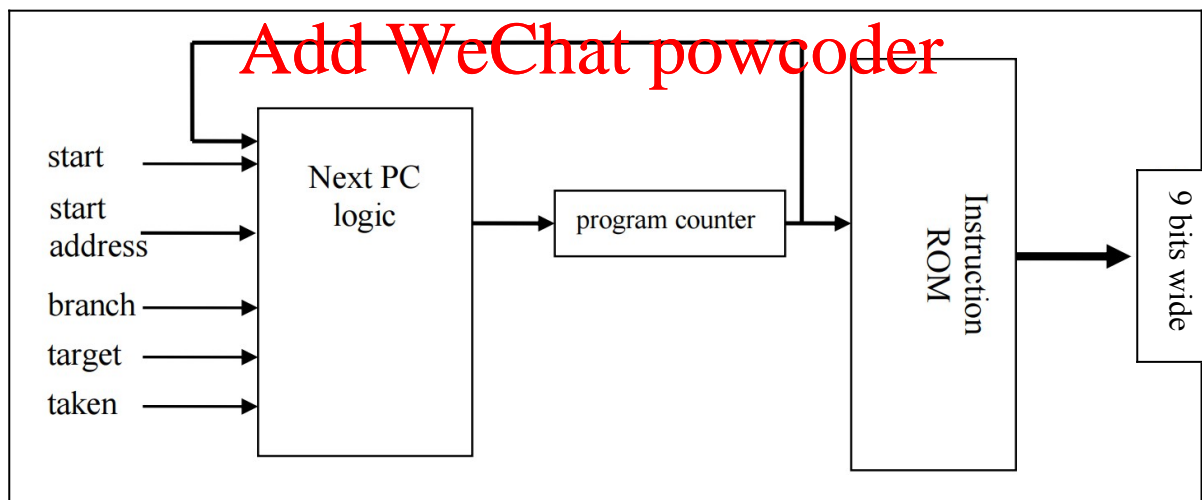 Add WeChat powcoder
start
start
address
branch
target
taken
Next PC
logic
program counter
Instruction
ROM
9 bits wide